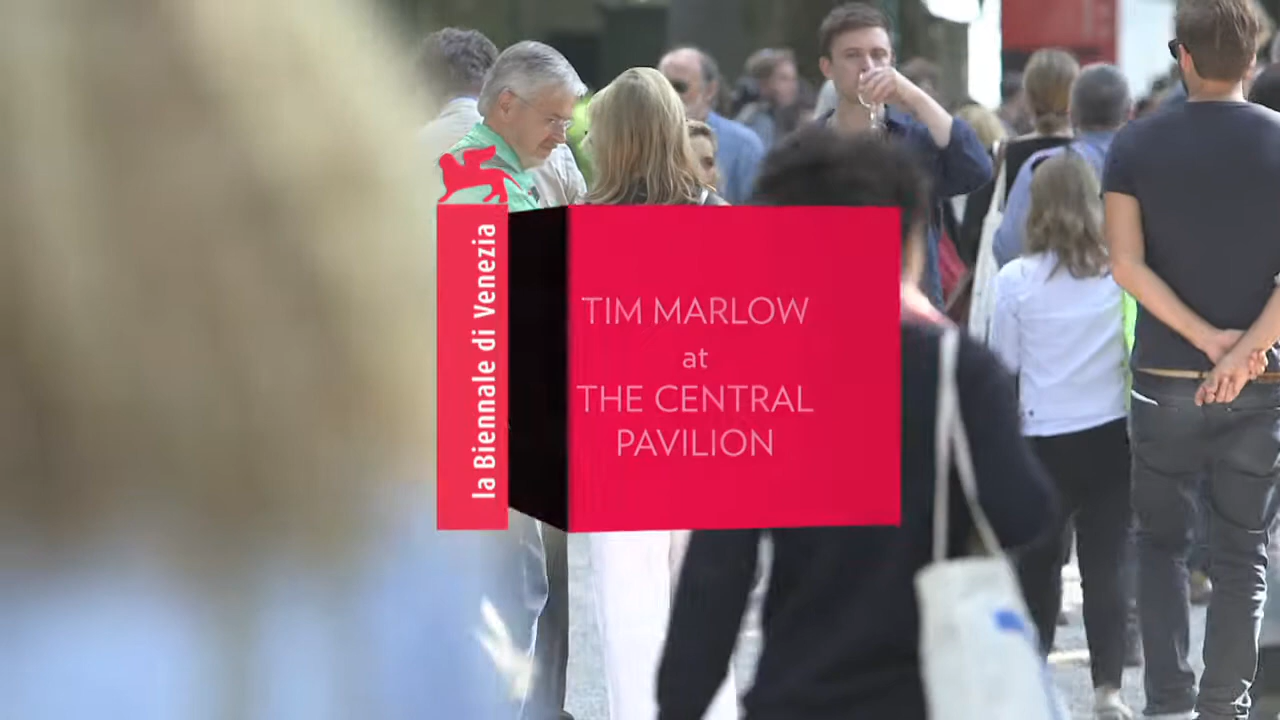 la Biennale di Venezia
TIM MARLOW
at
THE CENTRAL
PAVILION